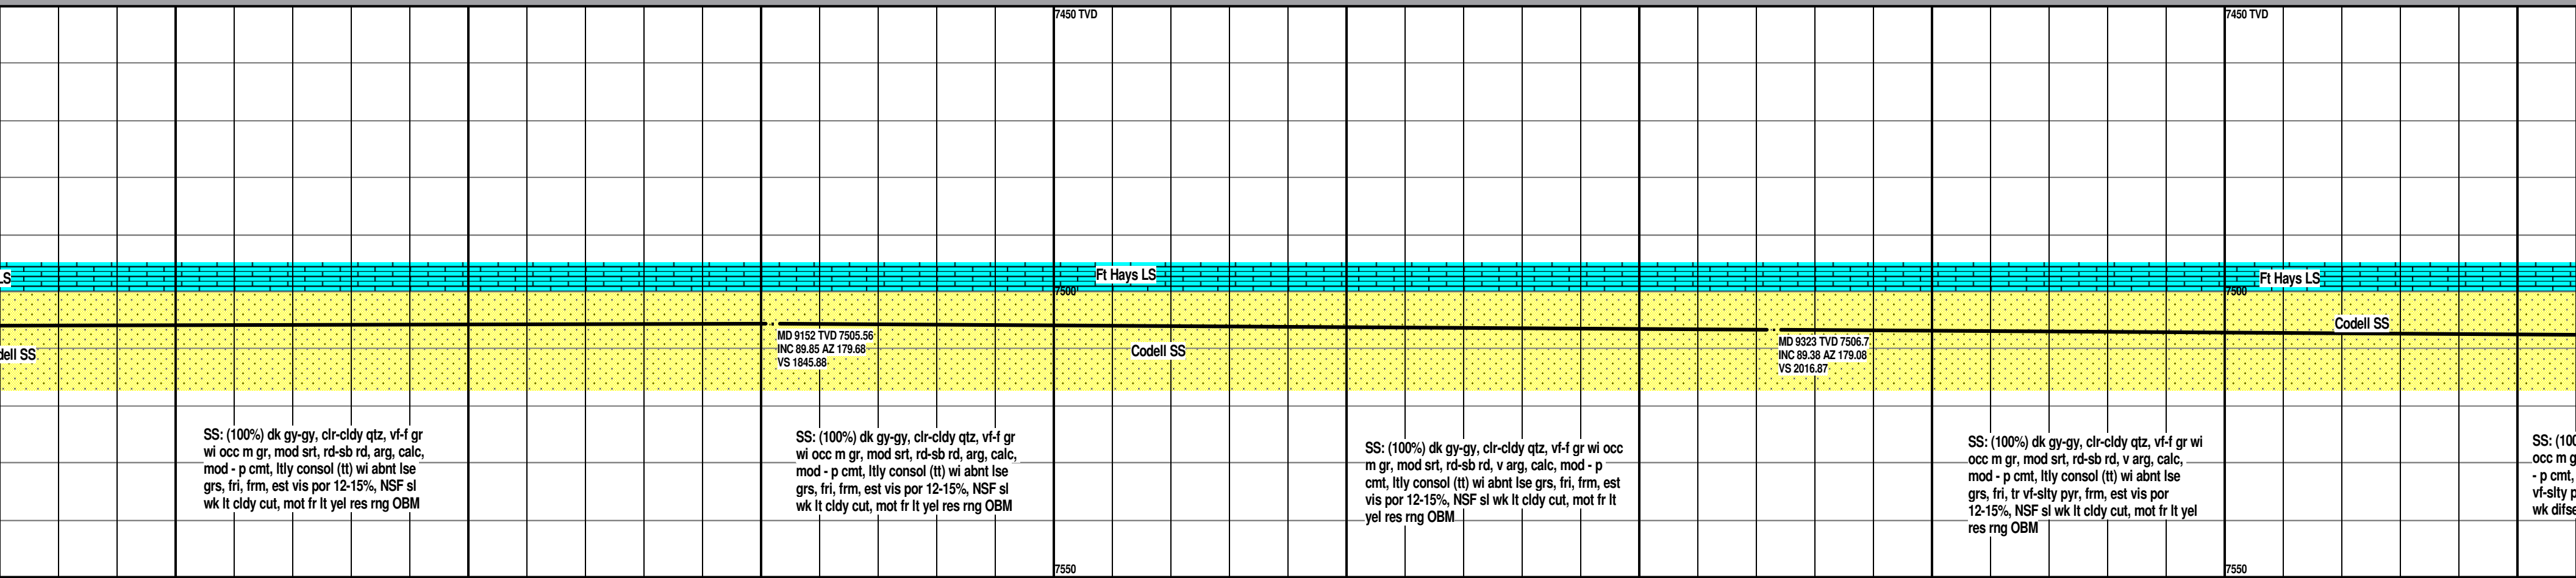 7450 TVD
7450 TVD
LS
Ft Hays LS
Ft Hays LS
7500
7500
dell SS
MD 9152 TVD 7505.56
INC 89.85 AZ 179.68
VS 1845.88
Codell SS
MD 9323 TVD 7506.7
INC 89.38 AZ 179.08
VS 2016.87
Codell SS
SS: (100%) dk gy-gy, clr-cldy qtz, vf-f gr
wi occ m gr, mod srt, rd-sb rd, arg, calc,
mod - p cmt, ltly consol (tt) wi abnt lse
grs, fri, frm, est vis por 12-15%, NSF sl
wk lt cldy cut, mot fr lt yel res rng OBM
SS: (100%) dk gy-gy, clr-cldy qtz, vf-f gr
wi occ m gr, mod srt, rd-sb rd, arg, calc,
mod - p cmt, ltly consol (tt) wi abnt lse
grs, fri, frm, est vis por 12-15%, NSF sl
wk lt cldy cut, mot fr lt yel res rng OBM
SS: (100%) dk gy-gy, clr-cldy qtz, vf-f gr wi occ
m gr, mod srt, rd-sb rd, v arg, calc, mod - p
cmt, ltly consol (tt) wi abnt lse grs, fri, frm, est
vis por 12-15%, NSF sl wk lt cldy cut, mot fr lt
yel res rng OBM
SS: (100%) dk gy-gy, clr-cldy qtz, vf-f gr wi
occ m gr, mod srt, rd-sb rd, v arg, calc,
mod - p cmt, ltly consol (tt) wi abnt lse
grs, fri, tr vf-slty pyr, frm, est vis por
12-15%, NSF sl wk lt cldy cut, mot fr lt yel
res rng OBM
SS: (100
occ m g
- p cmt,
vf-slty p
wk difse
7550
7550